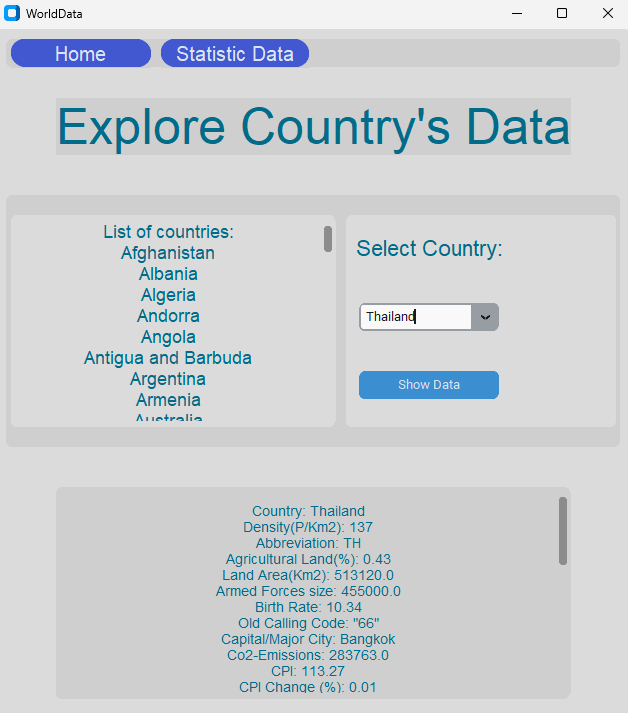 WorldData
Home
Statistic Data
Explore Country's Data
List of countries:
Afghanistan
Albania
Algeria
Andorra
Angola
Antigua and Barbuda
Argentina
Armenia
Australia
Select Country:
Thailand
Show Data
Country: Thailand
Density(P/Km2): 137
Abbreviation: TH
Agricultural Land(%): 0.43
Land Area(Km2): 513120.0
Armed Forces size: 455000.0
Birth Rate: 10.34
Old Calling Code: "66"
Capital/Major City: Bangkok
Co2-Emissions: 283763.0
CPI: 113.27
CPI Change (%): 0.01